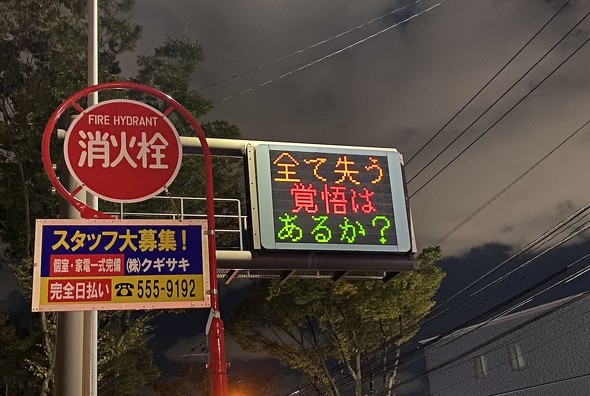 FIRE HYDRANT
消火栓
全て失う
覚悟は
あるか?
スタッフ大募集!
個室・家電一式完備 (株)クギサキ
完全日払い ☎555-9192